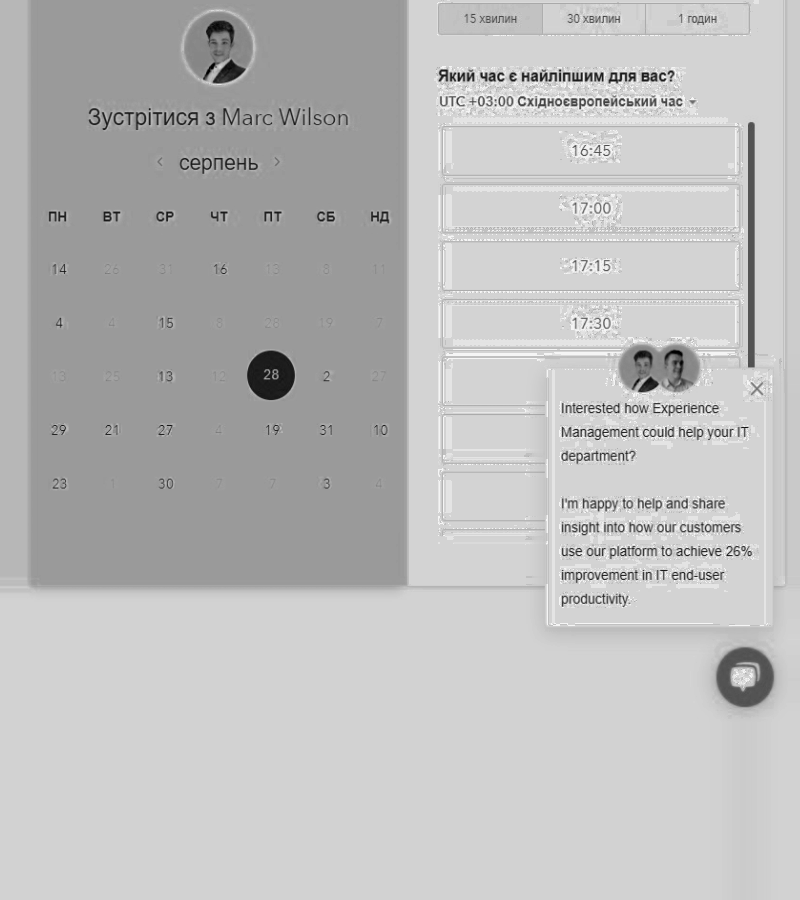 Зустрітися з Marc Wilson
серпень
ПН ВТ СР ЧТ ПТ СБ НД
14 26 31 16 13 8 11
4 4 15 8 28 19 7
13 25 13 12 28 2 27
29 21 27 4 19 31 10
23 1 30 7 7 3 4
15 хвилин 30 хвилин 1 годин
Який час є найліпшим для вас?
UTC +03:00 Східноєвропейський час
16:45
17:00
17:15
17:30
Interested how Experience
Management could help your IT
department?
I'm happy to help and share
insight into how our customers
use our platform to achieve 26%
improvement in IT end-user
productivity.